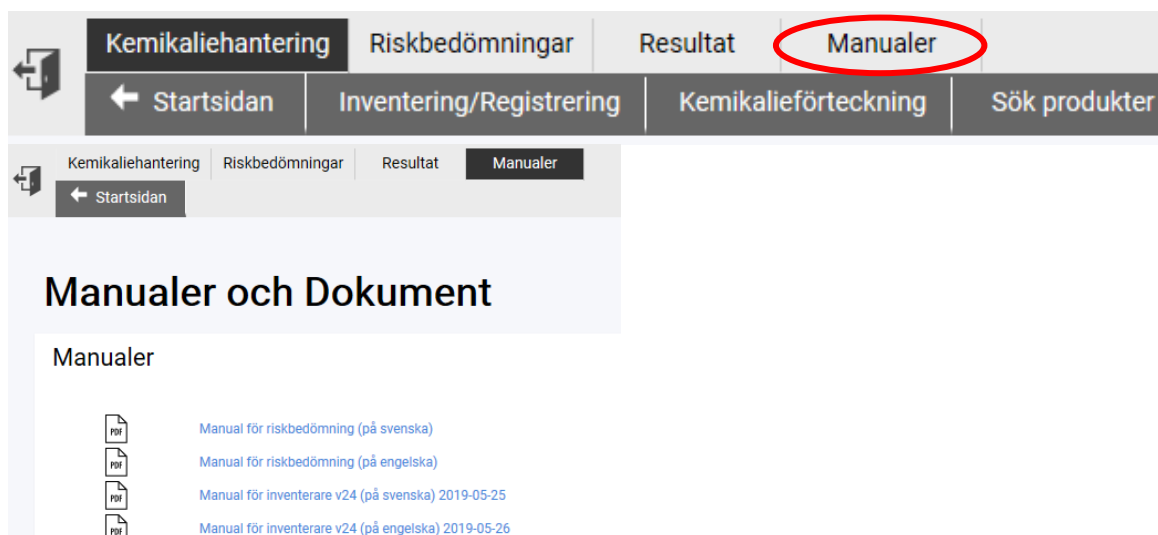 Kemikaliehantering Riskbedömningar Resultat Manualer
Startsidan Inventering/Registrering Kemikalieförteckning Sök produkter
Kemikaliehantering Riskbedömningar Resultat Manualer
Startsidan
Manualer och Dokument
Manualer
PDF Manual för riskbedömning (på svenska)
PDF Manual för riskbedömning (på engelska)
PDF Manual för inventerare v24 (på svenska) 2019-05-25
PDF Manual för inventerare v24 (på engelska) 2019-05-26